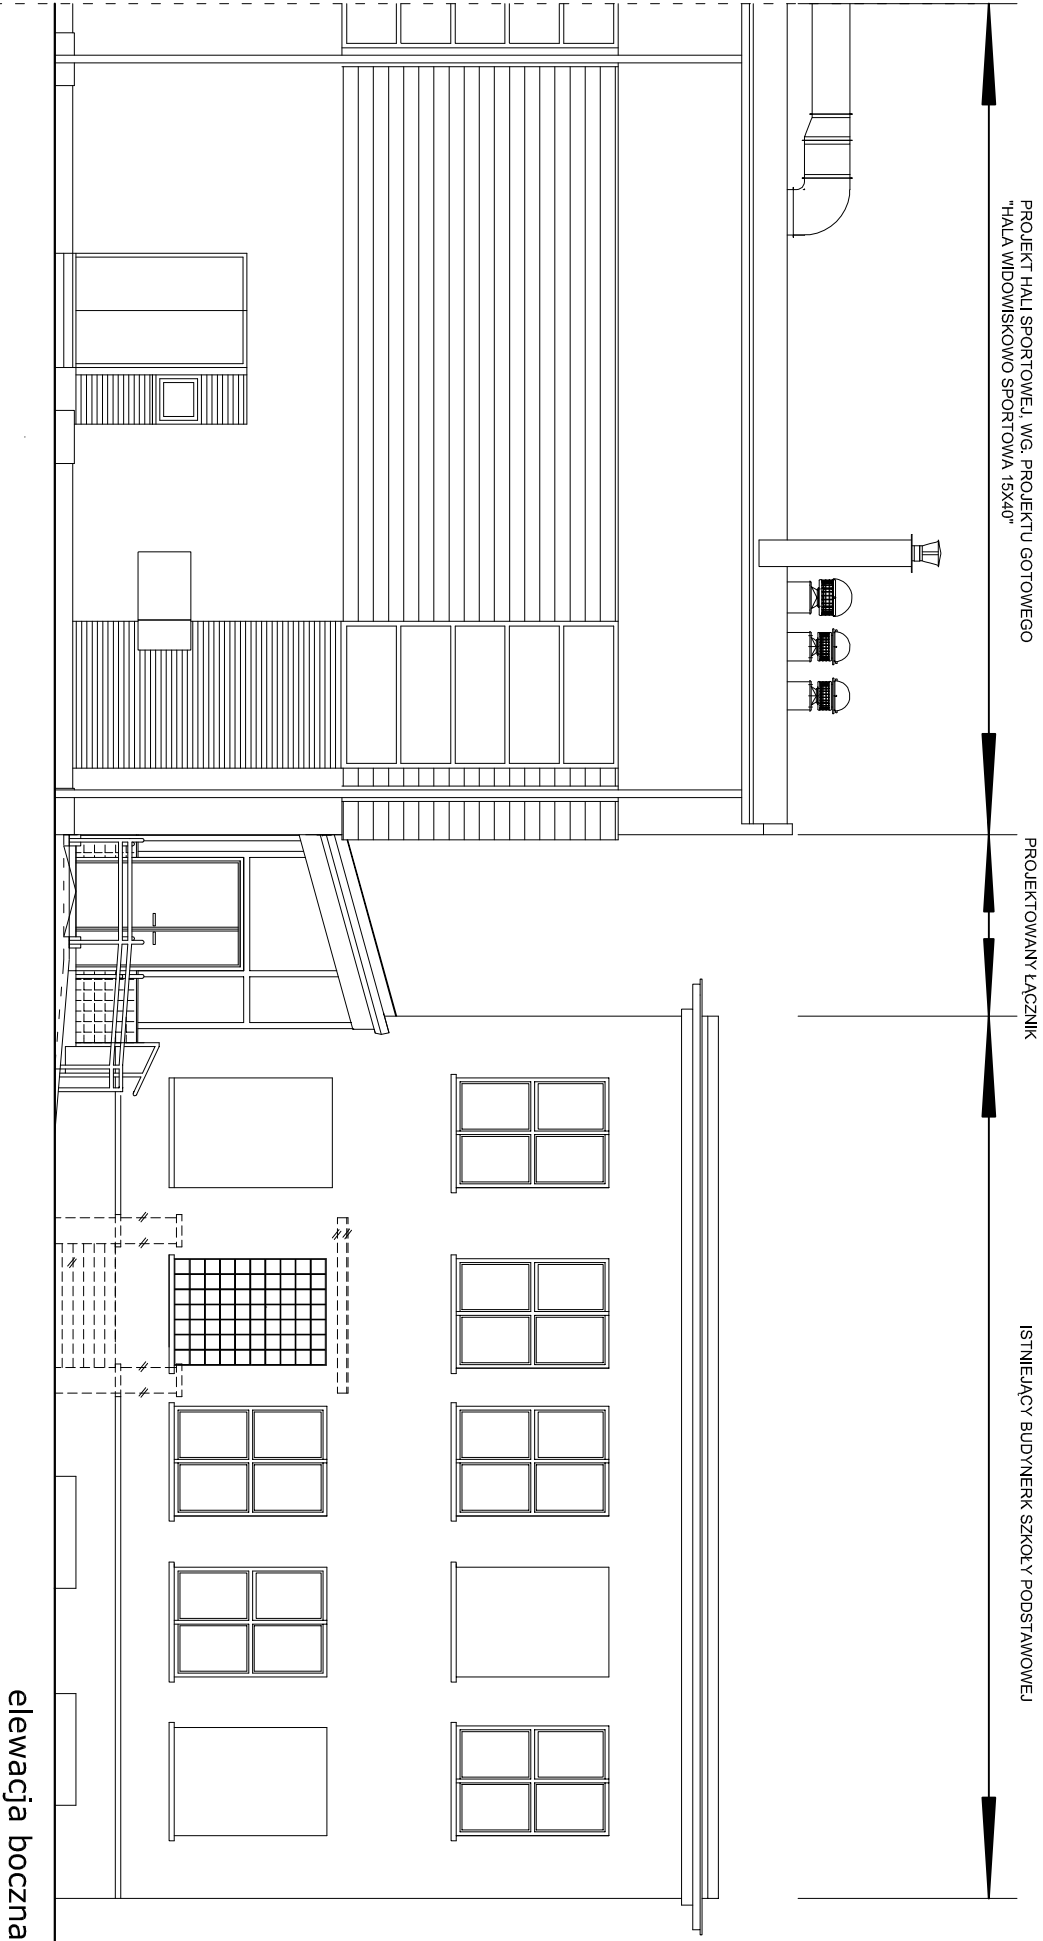 PROJEKT HALI SPORTOWEJ, WG. PROJEKTU GOTOWEGO
"HALA WIDOWISKOWO SPORTOWA 15X40"
PROJEKTOWANY ŁĄCZNIK
ISTNIEJĄCY BUDYNERK SZKOŁY PODSTAWOWEJ
elewacja boczna